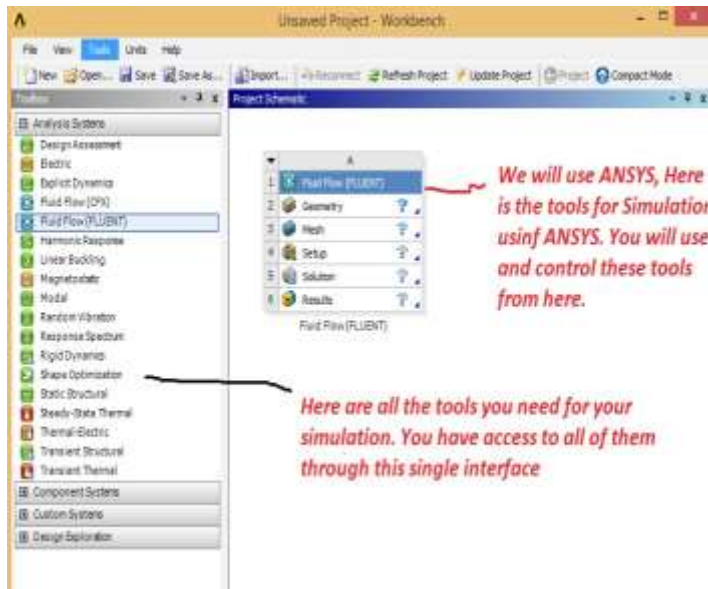 Unsaved Project - Workbench
File View Tools Units Help
New Open... Save Save As... Import... Reconnect Refresh Project Update Project Project Compact Mode
Toolbox
Project Schematic
Analysis Systems
Design Assessment
Electric
Explicit Dynamics
Fluid Flow (CFX)
Fluid Flow (FLUENT)
Harmonic Response
Linear Buckling
Magnetostatic
Modal
Random Vibration
Response Spectrum
Rigid Dynamics
Shape Optimization
Static Structural
Steady-State Thermal
Thermal-Electric
Transient Structural
Transient Thermal
Component Systems
Custom Systems
Design Exploration
A
1 Fluid Flow (FLUENT)
2 Geometry ?
3 Mesh ?
4 Setup ?
5 Solution ?
6 Results ?
Fluid Flow (FLUENT)
We will use ANSYS, Here
is the tools for Simulation
usinf ANSYS. You will use
and control these tools
from here.
Here are all the tools you need for your
simulation. You have access to all of them
through this single interface